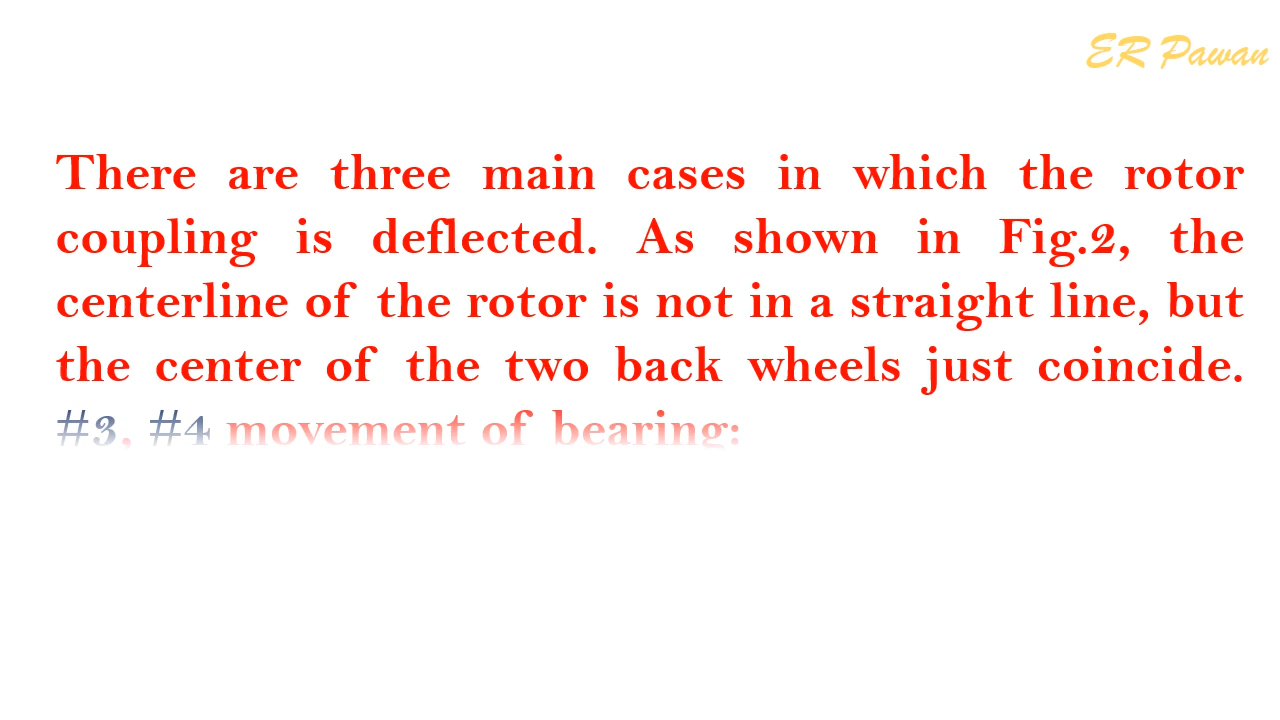 ER Pawan
There are three main cases in which the rotor
coupling is deflected. As shown in Fig.2, the
centerline of the rotor is not in a straight line, but
the center of the two back wheels just coincide.
#3, #4 movement of bearing: